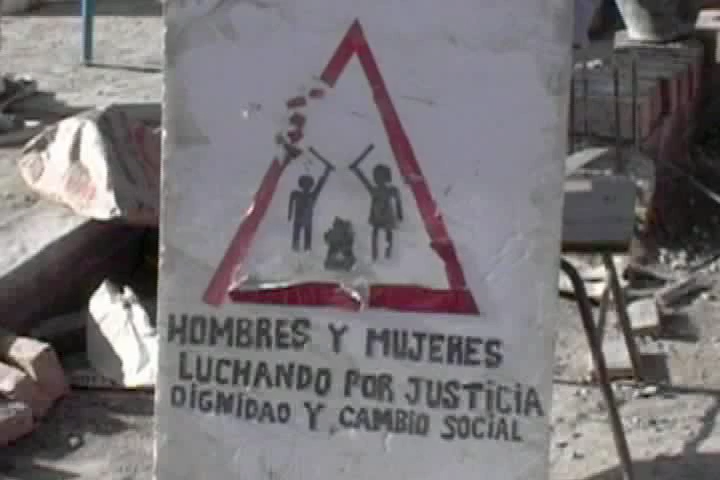 HOMBRES Y MUJERES
LUCHANDO POR JUSTICIA
DIGNIDAD Y CAMBIO SOCIAL